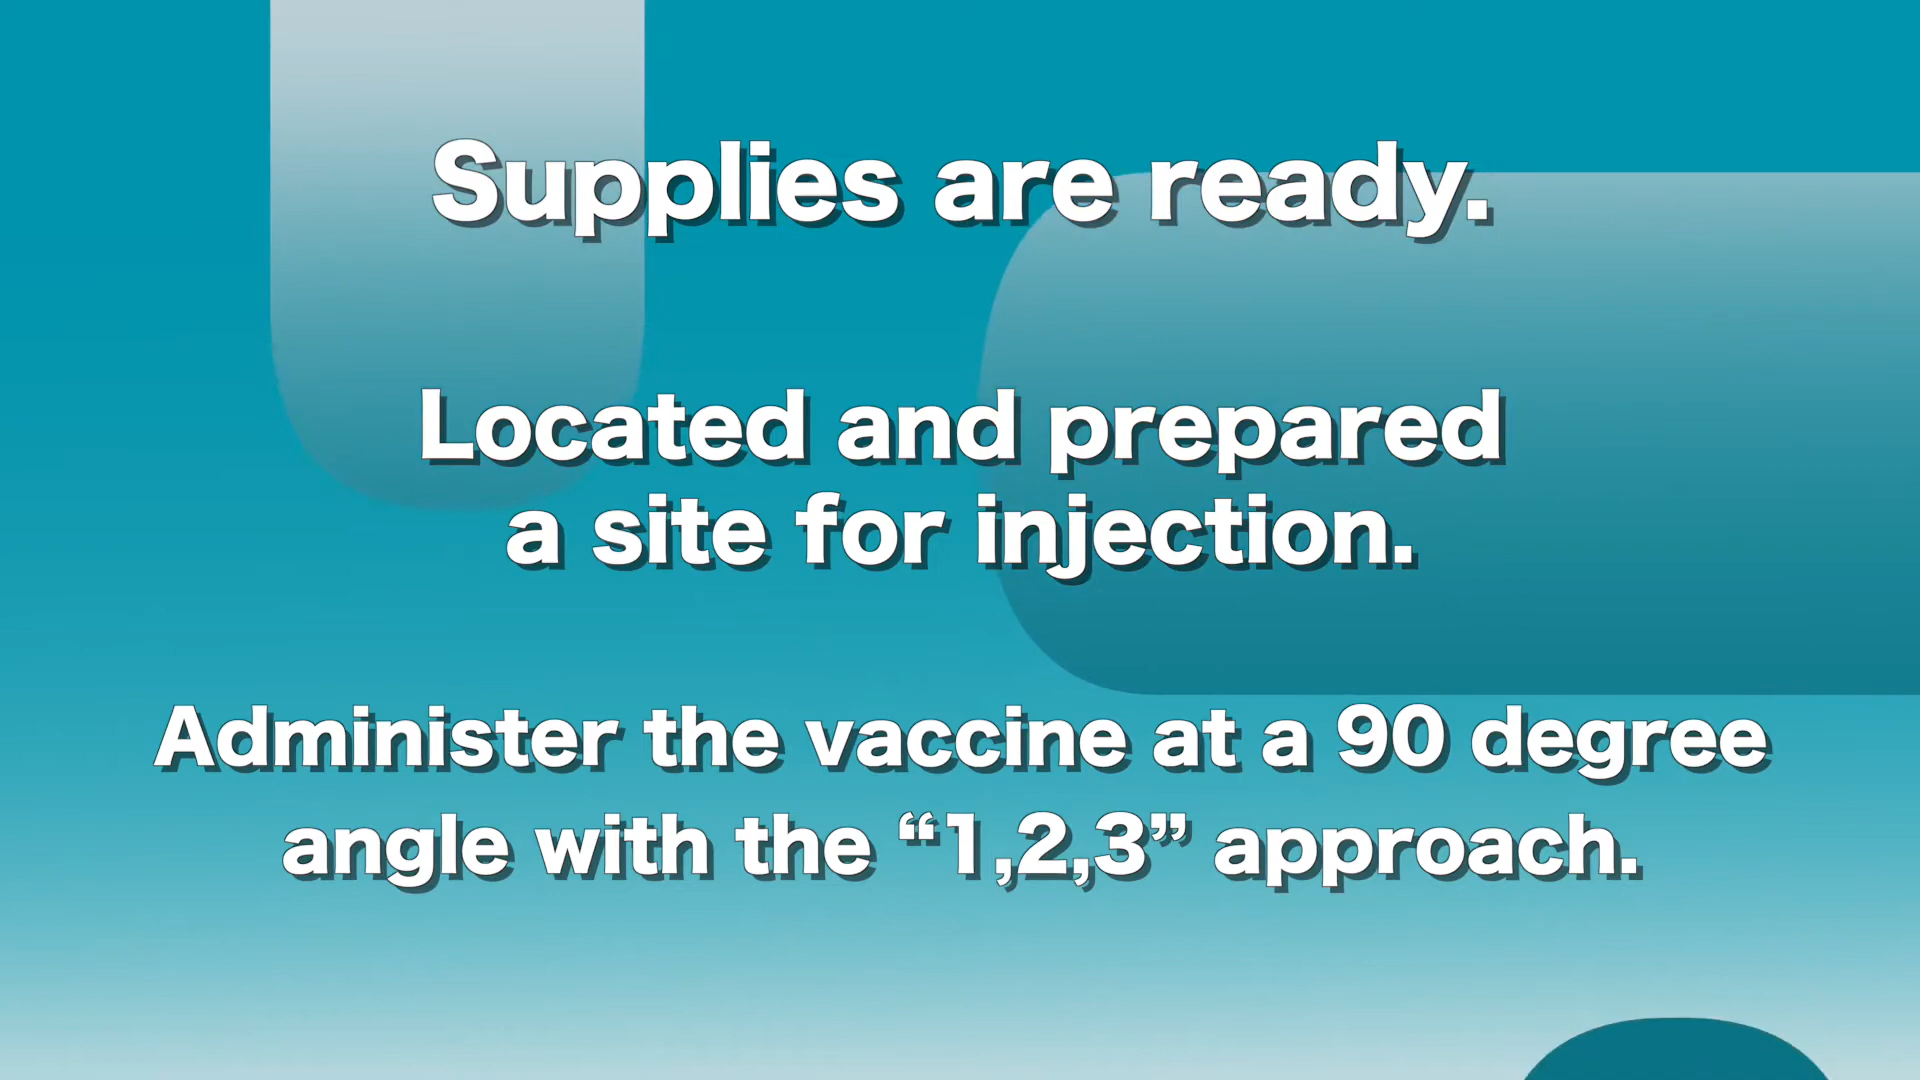 Supplies are ready.
Located and prepared
a site for injection.
Administer the vaccine at a 90 degree
angle with the “1,2,3” approach.